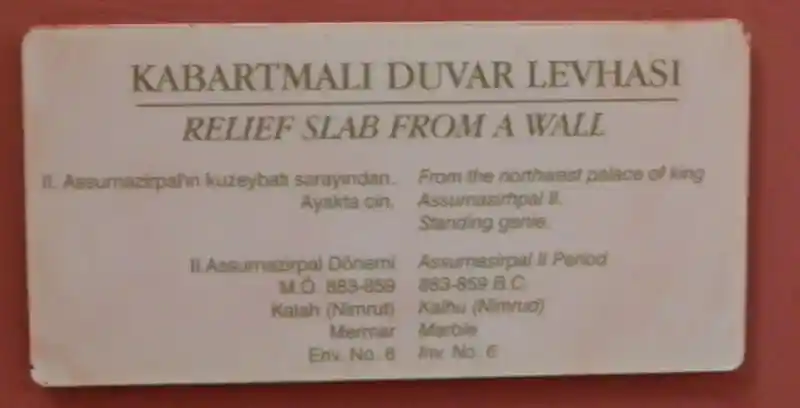 KABARTMALI DUVAR LEVHASI
RELIEF SLAB FROM A WALL
II. Assurnazirpal'ın kuzeybatı sarayından.
Ayakta cin.
II.Assurnazirpal Dönemi
M.Ö. 883-859
Kalah (Nimrut)
Mermer
Env. No. 6
From the northwest palace of king
Assurnazirhpal II.
Standing genie.
Assurnasirpal II Period
883-859 B.C.
Kalhu (Nimrud)
Marble
Inv. No. 6